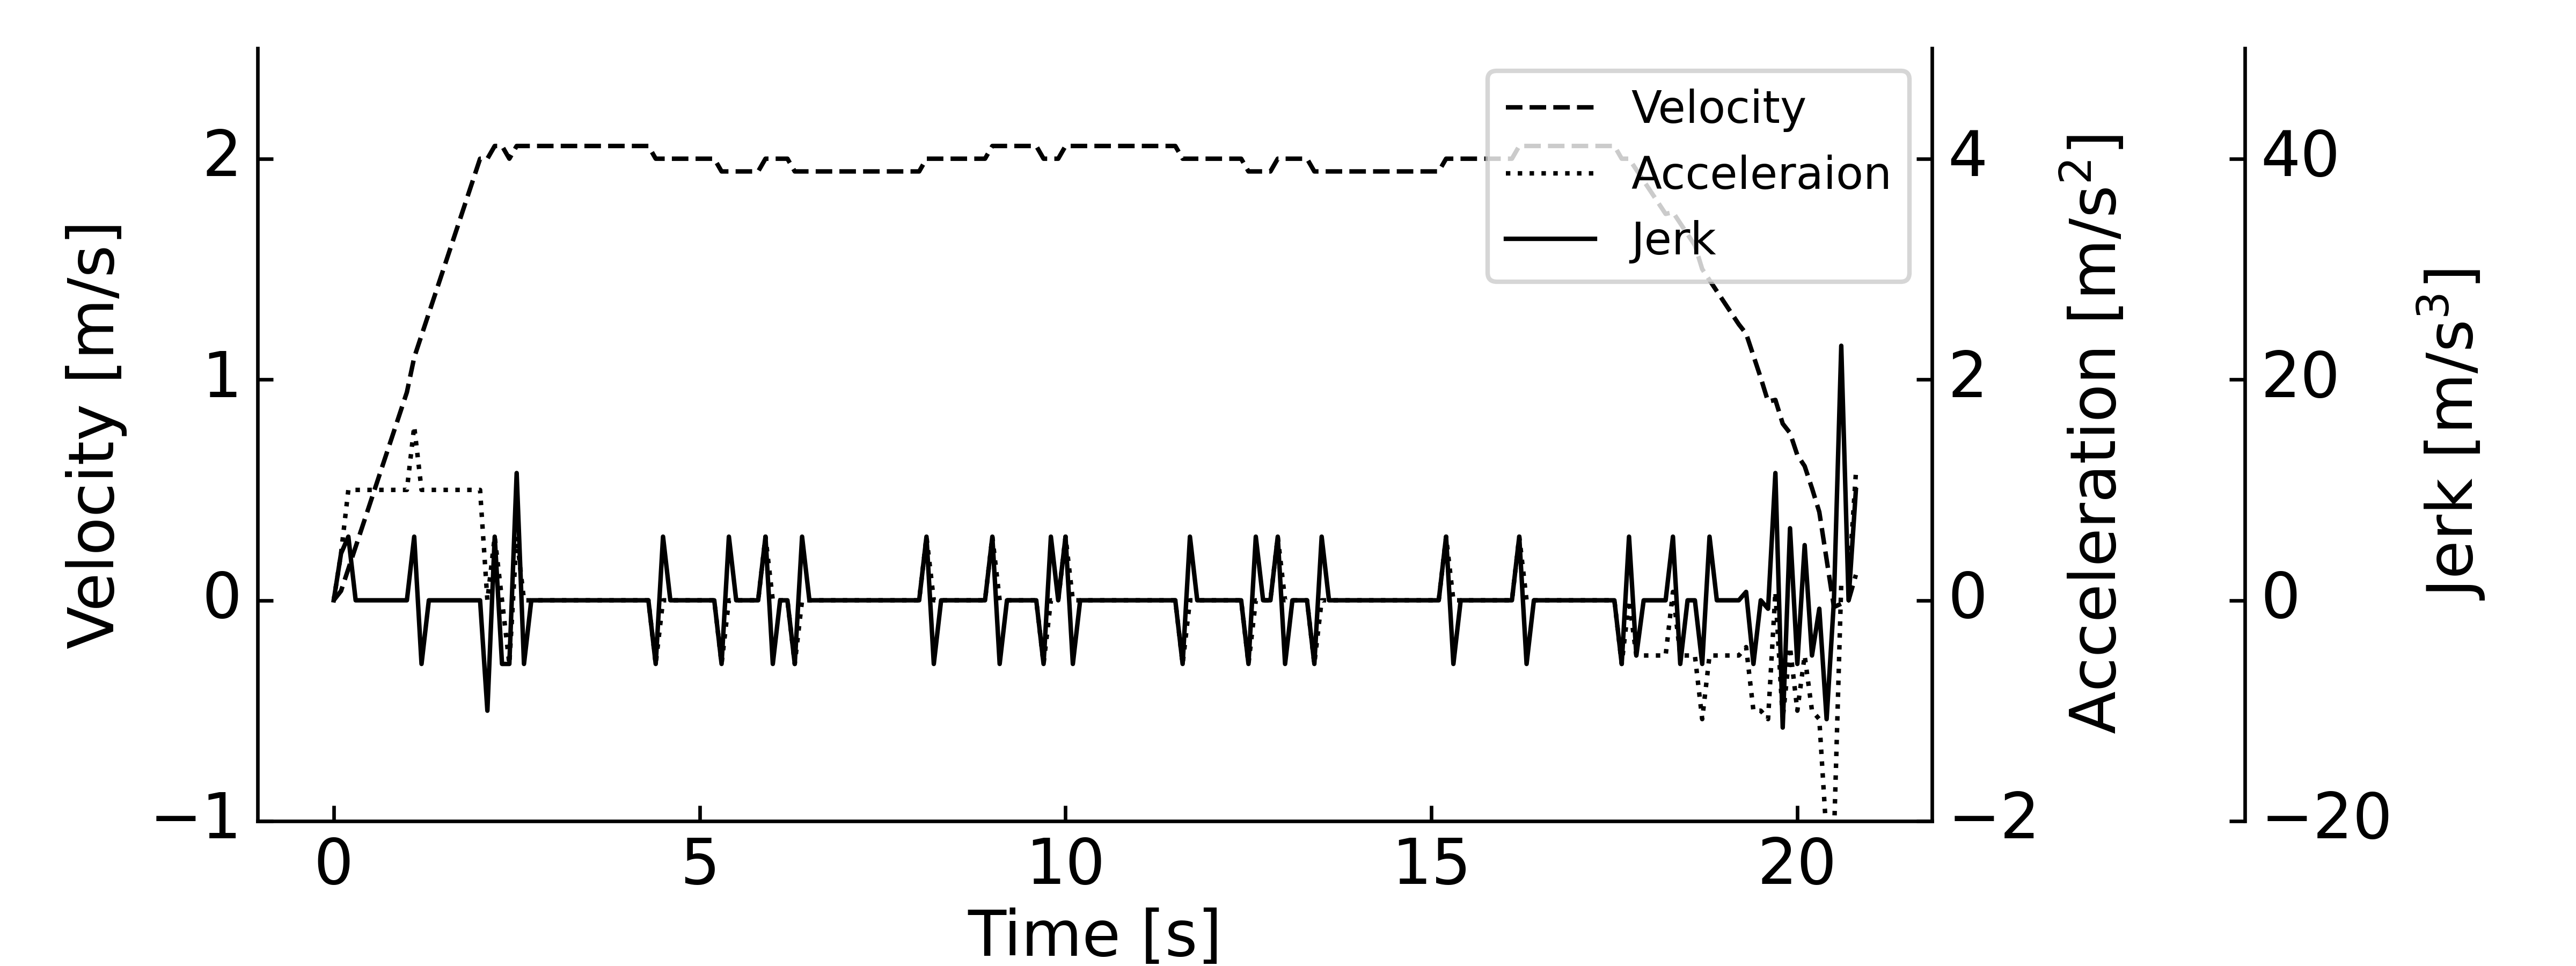 Velocity [m/s]
2
1
0
−1
0
5
10
15
20
Time [s]
Velocity
Acceleraion
Jerk
4
2
0
−2
Acceleration [m/s²]
40
20
0
−20
Jerk [m/s³]